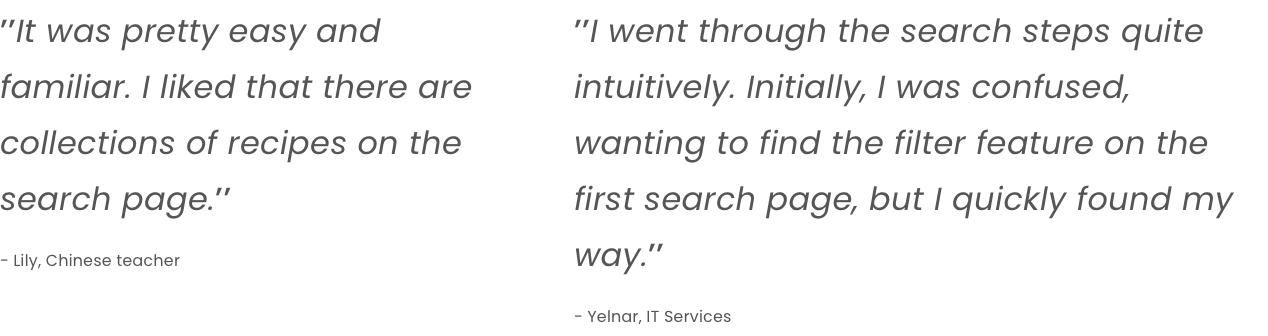 "It was pretty easy and
familiar. I liked that there are
collections of recipes on the
search page."
- Lily, Chinese teacher
"I went through the search steps quite
intuitively. Initially, I was confused,
wanting to find the filter feature on the
first search page, but I quickly found my
way."
- Yelnar, IT Services